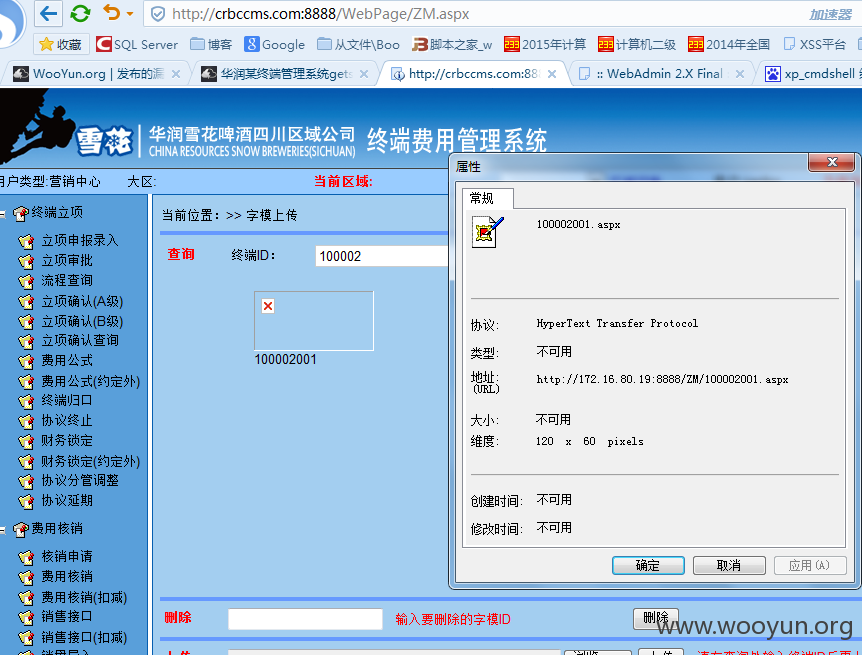 http://crbccms.com:8888/WebPage/ZM.aspx
加速器
收藏 SQL Server 博客 Google 从文件\Boo 脚本之家_w 2015年计算 计算机二级 2014年全国 XSS平台
WooYun.org | 发布的漏 华润某终端管理系统gets http://crbccms.com:88 :: WebAdmin 2.X Final xp_cmdshell
雪花
华润雪花啤酒四川区域公司
CHINA RESOURCES SNOW BREWERIES(SICHUAN)
终端费用管理系统
用户类型:营销中心 大区: 当前区域:
终端立项
立项申报录入
立项审批
流程查询
立项确认(A级)
立项确认(B级)
立项确认查询
费用公式
费用公式(约定外)
终端归口
协议终止
财务锁定
财务锁定(约定外)
协议分管调整
协议延期
费用核销
核销申请
费用核销
费用核销(扣减)
销售接口
销售接口(扣减)
当前位置：>> 字模上传
查询 终端ID： 100002
100002001
删除 输入要删除的字模ID 删除
属性
常规
100002001.aspx
协议: HyperText Transfer Protocol
类型: 不可用
地址: (URL) http://172.16.80.19:8888/ZM/100002001.aspx
大小: 不可用
维度: 120 x 60 pixels
创建时间: 不可用
修改时间: 不可用
确定 取消 应用(A)
www.wooyun.org